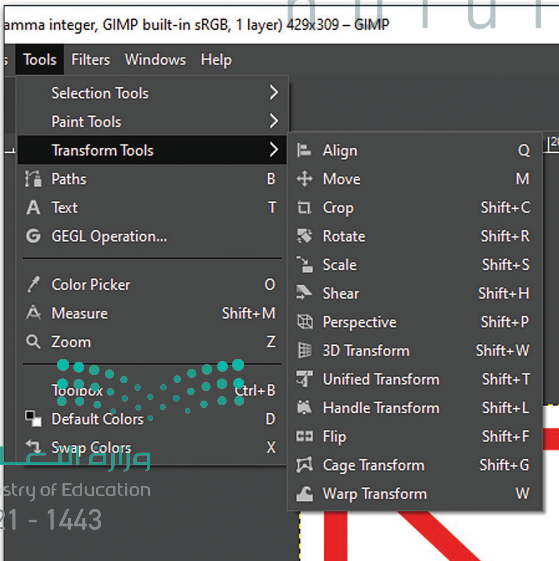 amma integer, GIMP built-in sRGB, 1 layer) 429x309 – GIMP
Tools Filters Windows Help
Selection Tools
Paint Tools
Transform Tools
Paths B
Text T
GEGL Operation...
Color Picker O
Measure Shift+M
Zoom Z
Toolbox Ctrl+B
Default Colors D
Swap Colors X
Align Q
Move M
Crop Shift+C
Rotate Shift+R
Scale Shift+S
Shear Shift+H
Perspective Shift+P
3D Transform Shift+W
Unified Transform Shift+T
Handle Transform Shift+L
Flip Shift+F
Cage Transform Shift+G
Warp Transform W
stry of Education
21 - 1443